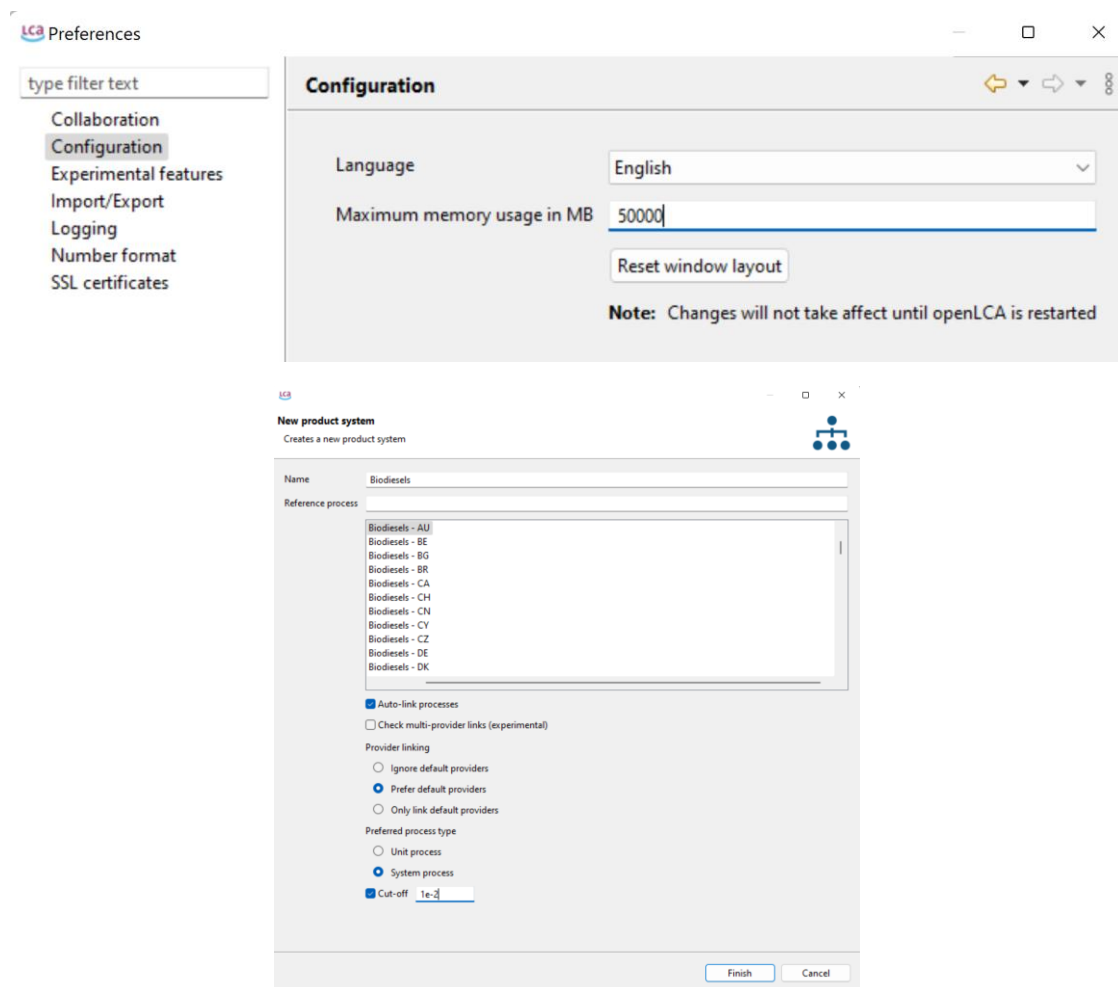 LCa Preferences
type filter text
Configuration
Collaboration
Configuration
Experimental features
Import/Export
Logging
Number format
SSL certificates
Language
English
Maximum memory usage in MB
50000
Reset window layout
Note: Changes will not take affect until openLCA is restarted
LCa
New product system
Creates a new product system
Name
Biodiesels
Reference process
Biodiesels - AU
Biodiesels - BE
Biodiesels - BG
Biodiesels - BR
Biodiesels - CA
Biodiesels - CH
Biodiesels - CN
Biodiesels - CY
Biodiesels - CZ
Biodiesels - DE
Biodiesels - DK
Auto-link processes
Check multi-provider links (experimental)
Provider linking
Ignore default providers
Prefer default providers
Only link default providers
Preferred process type
Unit process
System process
Cut-off 1e-2
Finish Cancel